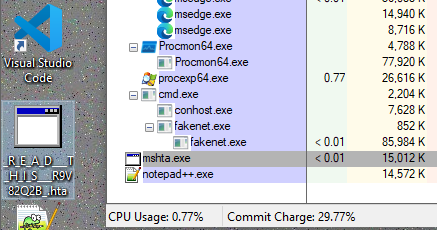 msedge.exe
< 0.01
msedge.exe
14,940 K
msedge.exe
8,716 K
Procmon64.exe
4,788 K
Procmon64.exe
77,920 K
procexp64.exe
0.77
26,616 K
cmd.exe
2,204 K
conhost.exe
7,628 K
fakenet.exe
852 K
fakenet.exe
< 0.01
85,984 K
mshta.exe
< 0.01
15,012 K
notepad++.exe
14,572 K
CPU Usage: 0.77%
Commit Charge: 29.77%
Visual Studio
Code
_R_E_A_D___T_
H_I_S___R9V
82Q2B_.hta